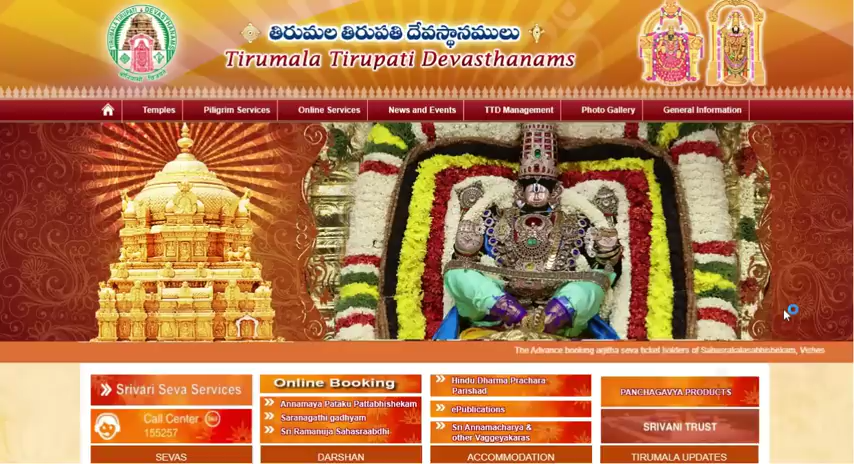 తిరుమల తిరుపతి దేవస్థానములు
Tirumala Tirupati Devasthanams
Temples Piligrim Services Online Services News and Events TTD Management Photo Gallery General Information
The Advance booking arjitha seva ticket holders of Sahasrakalasabhishekam, Vishes
Srivari Seva Services
Call Center
155257
Online Booking
Annamaya Pataku Pattabhishekam
Saranagathi gadhyam
Sri Ramanuja Sahasraabdhi
Hindu Dharma Prachara
Parishad
ePublications
Sri Annamacharya &
other Vaggeyakaras
PANCHAGAVYA PRODUCTS
SRIVANI TRUST
SEVAS DARSHAN ACCOMMODATION TIRUMALA UPDATES